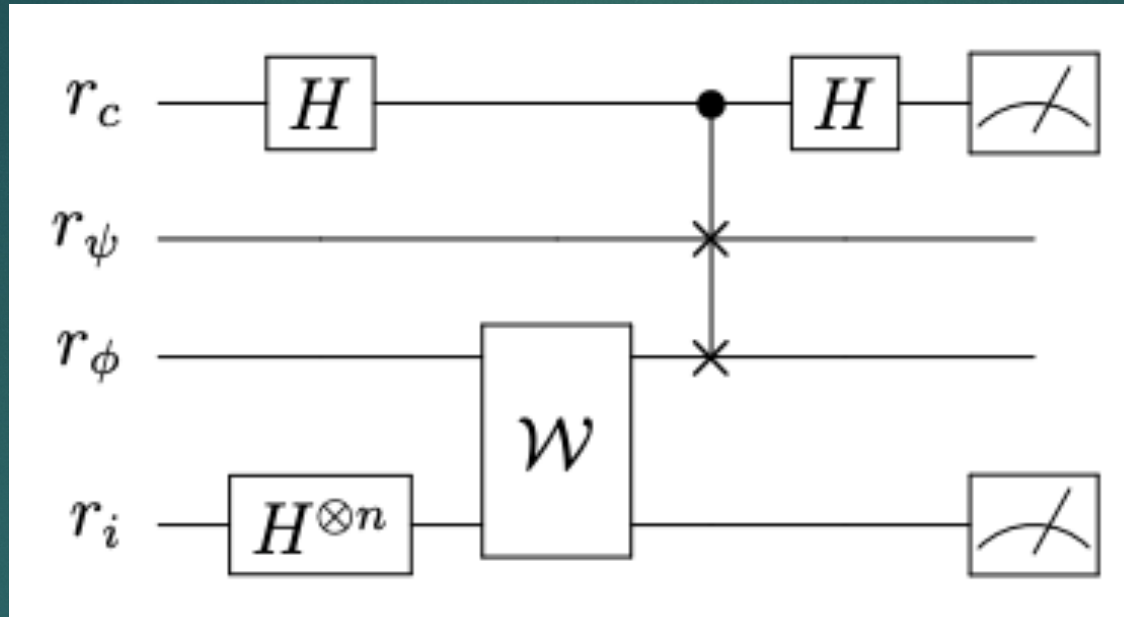 r_c H H
r_ψ
r_ϕ
𝒲
r_i H^{⊗n}